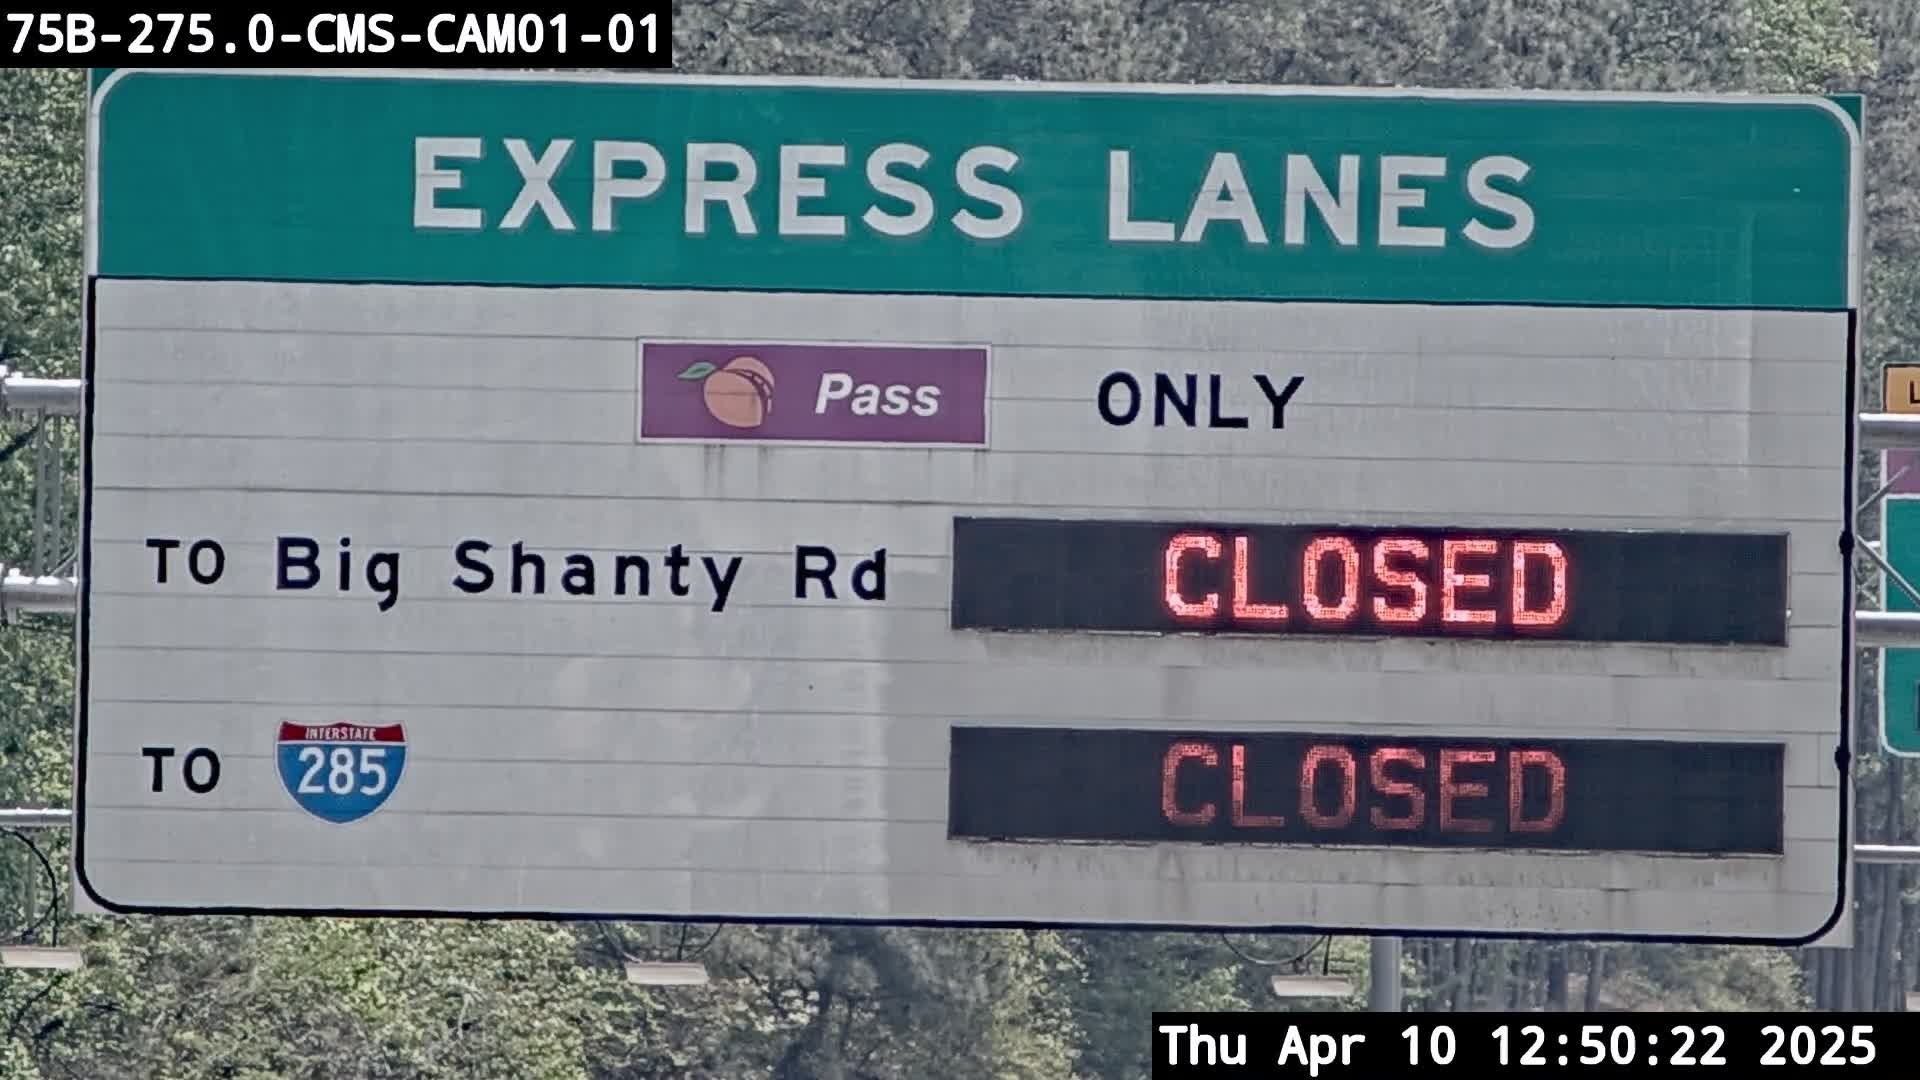 75B-275.0-CMS-CAM01-01
EXPRESS LANES
Pass ONLY
TO Big Shanty Rd CLOSED
TO INTERSTATE 285 CLOSED
Thu Apr 10 12:50:22 2025